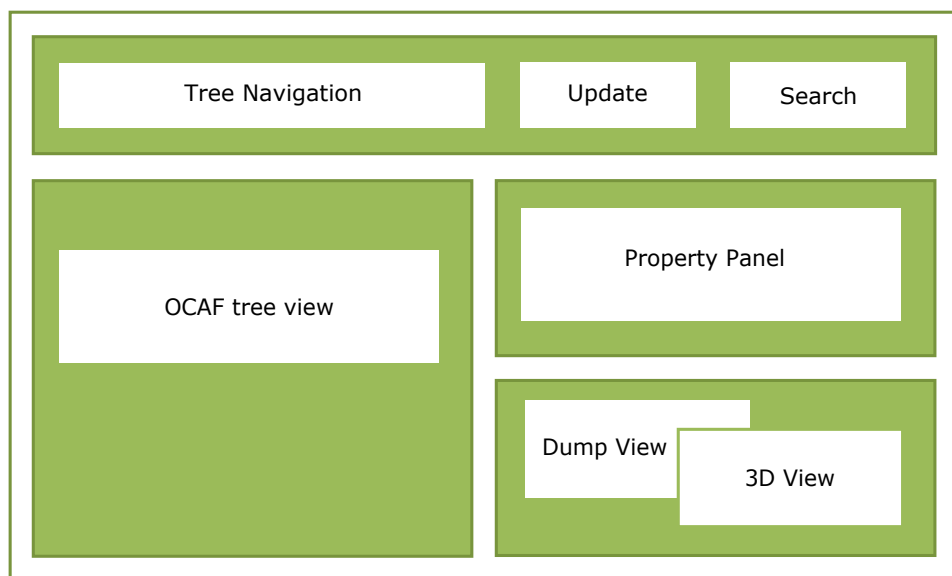 Tree Navigation
Update
Search
OCAF tree view
Property Panel
Dump View
3D View